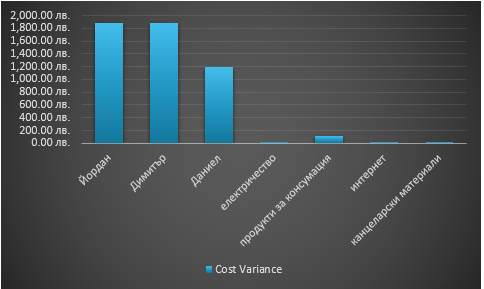 2,000.00 лв.
1,800.00 лв.
1,600.00 лв.
1,400.00 лв.
1,200.00 лв.
1,000.00 лв.
800.00 лв.
600.00 лв.
400.00 лв.
200.00 лв.
0.00 лв.
Йордан
Димитър
Даниел
електричество
продукти за консумация
интернет
канцеларски материали
Cost Variance